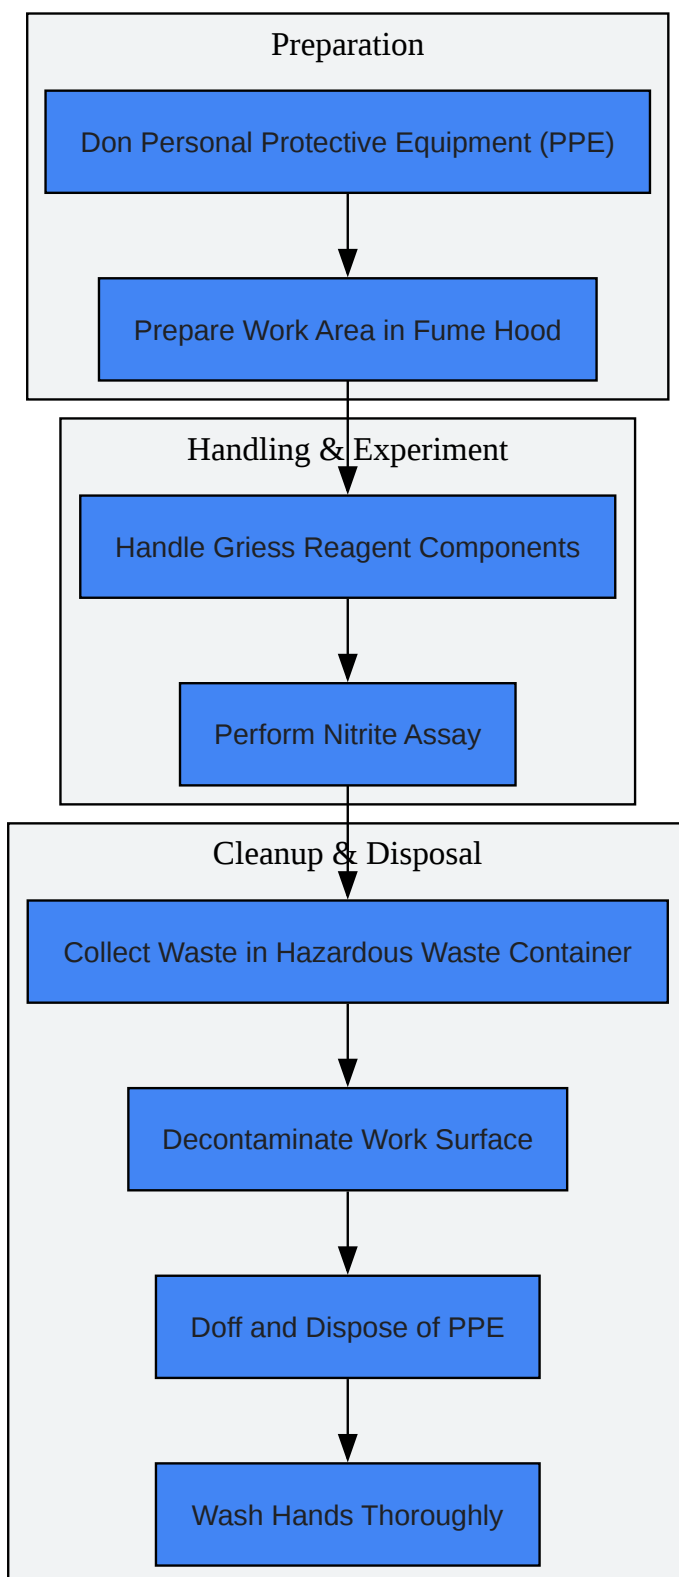 Preparation
Don Personal Protective Equipment (PPE)
Prepare Work Area in Fume Hood
Handling & Experiment
Handle Griess Reagent Components
Perform Nitrite Assay
Cleanup & Disposal
Collect Waste in Hazardous Waste Container
Decontaminate Work Surface
Doff and Dispose of PPE
Wash Hands Thoroughly